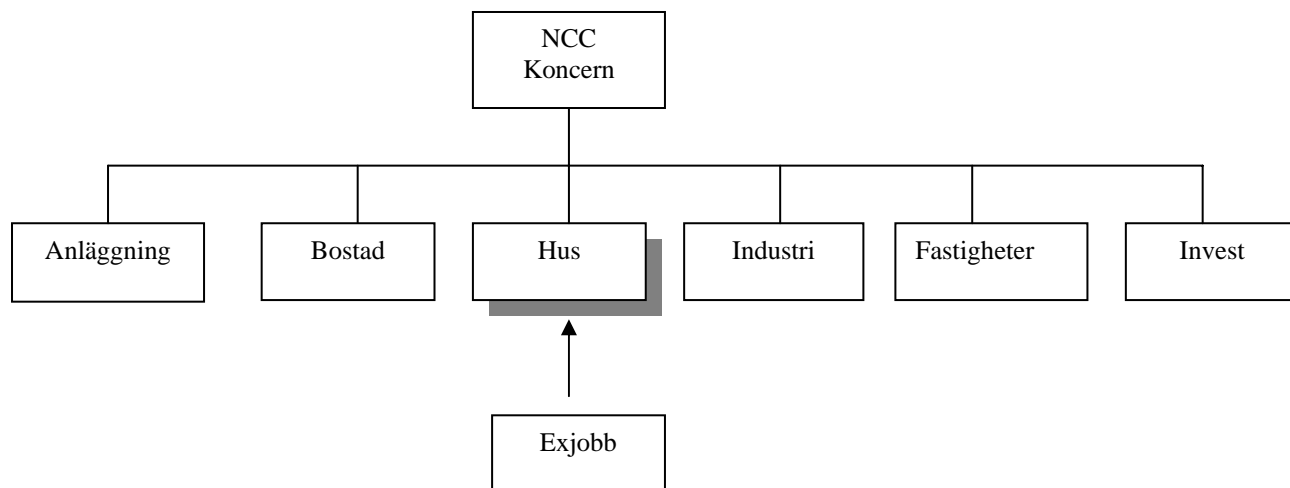 NCC
Koncern
Anläggning
Bostad
Hus
Industri
Fastigheter
Invest
Exjobb